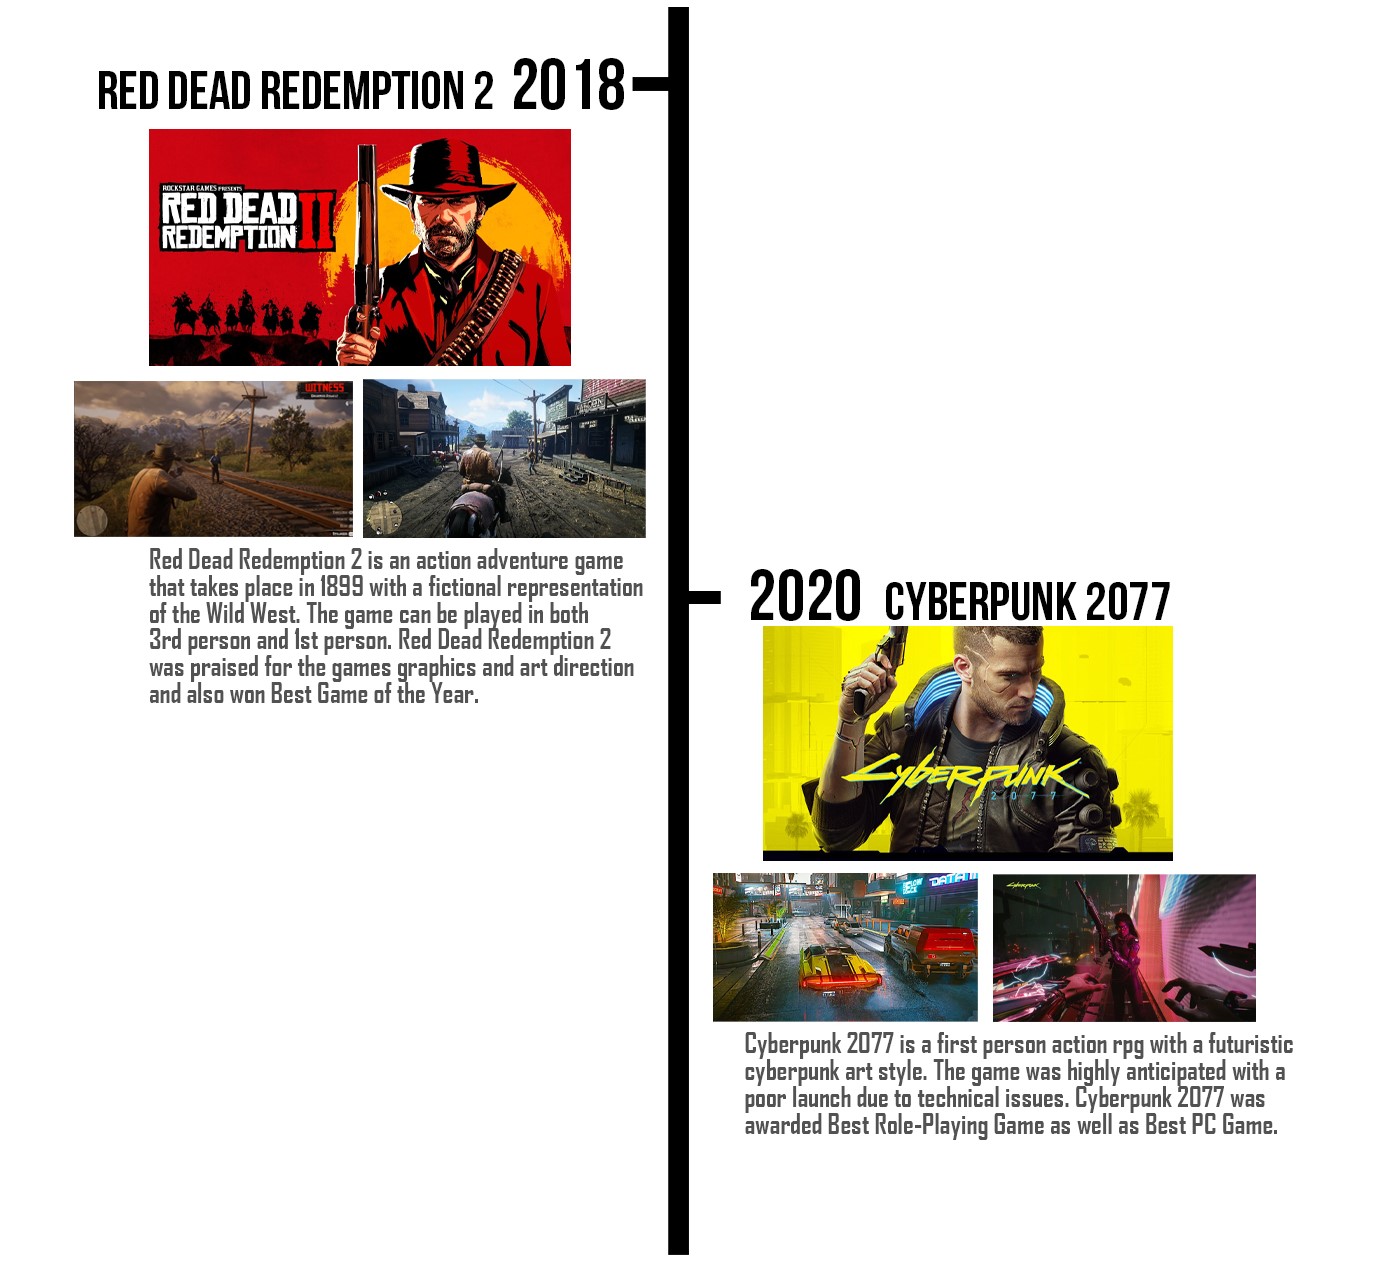 RED DEAD REDEMPTION 2 2018
ROCKSTAR GAMES PRESENTS
RED DEAD
REDEMPTION II
WITNESS
Red Dead Redemption 2 is an action adventure game
that takes place in 1899 with a fictional representation
of the Wild West. The game can be played in both
3rd person and 1st person. Red Dead Redemption 2
was praised for the games graphics and art direction
and also won Best Game of the Year.
2020 CYBERPUNK 2077
Cyberpunk
2077
Cyberpunk
Cyberpunk 2077 is a first person action rpg with a futuristic
cyberpunk art style. The game was highly anticipated with a
poor launch due to technical issues. Cyberpunk 2077 was
awarded Best Role-Playing Game as well as Best PC Game.